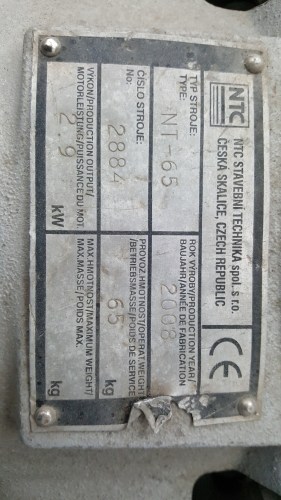 NTC
NTC STAVEBNÍ TECHNIKA spol. s r.o.
ČESKÁ SKALICE, CZECH REPUBLIC
CE
TYP STROJE:
TYPE:
NT-65
ROK VÝROBY/PRODUCTION YEAR/
BAUJAHR/ANNÉE DE FABRICATION
2008
ČÍSLO STROJE:
No:
2884
PROVOZ.HMOTNOST/OPERAT.WEIGHT
/BETRIEBSMASSE/POIDS DE SERVICE
65 kg
VÝKON/PRODUCTION OUTPUT/
MOTORLEISTUNG/PUISSANCE DU MOT.
2.9 kW
MAX.HMOTNOST/MAXIMUM WEIGHT/
MAX.MASSE/POIDS MAX.
kg